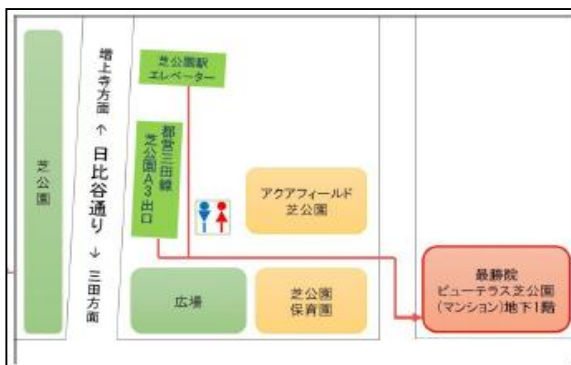 芝公園
増上寺方面
↑
日比谷通り
↓
三田方面
芝公園駅
エレベーター
都営三田線
芝公園A3出口
アクアフィールド
芝公園
広場
芝公園
保育園
最勝院
ビューテラス芝公園
(マンション)地下1階